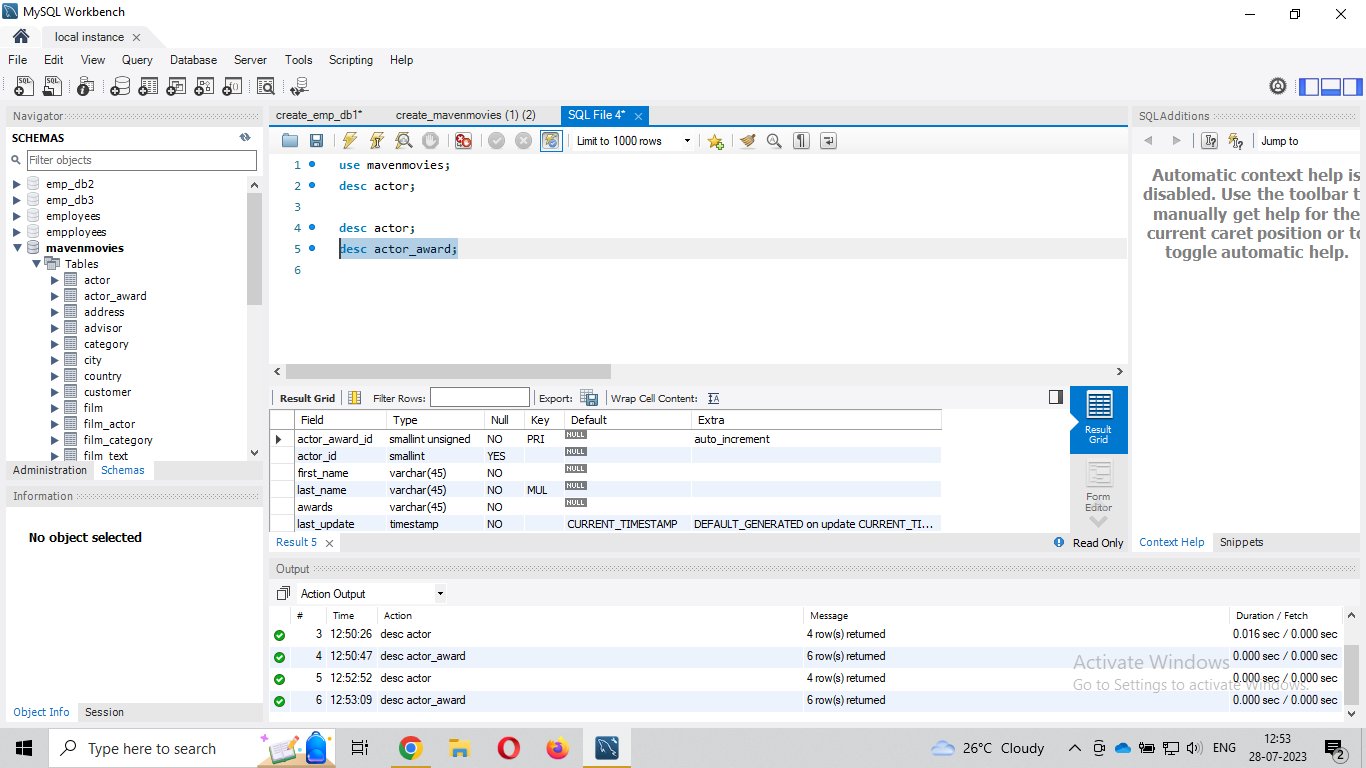 MySQL Workbench
local instance
File Edit View Query Database Server Tools Scripting Help
Navigator
SCHEMAS
Filter objects
emp_db2
emp_db3
employees
empployees
mavenmovies
Tables
actor
actor_award
address
advisor
category
city
country
customer
film
film_actor
film_category
film_text
Administration Schemas
Information
No object selected
Object Info Session
create_emp_db1* create_mavenmovies (1) (2) SQL File 4*
Limit to 1000 rows
1 use mavenmovies;
2 desc actor;
3
4 desc actor;
5 desc actor_award;
6
Result Grid Filter Rows: Export: Wrap Cell Content:
Field Type Null Key Default Extra
actor_award_id smallint unsigned NO PRI NULL auto_increment
actor_id smallint YES NULL
first_name varchar(45) NO NULL
last_name varchar(45) NO MUL NULL
awards varchar(45) NO NULL
last_update timestamp NO CURRENT_TIMESTAMP DEFAULT_GENERATED on update CURRENT_TI...
Result Grid
Form Editor
Result 5
Read Only
SQLAdditions
Jump to
Automatic context help is
disabled. Use the toolbar t
manually get help for the
current caret position or to
toggle automatic help.
Context Help Snippets
Output
Action Output
# Time Action Message Duration / Fetch
3 12:50:26 desc actor 4 row(s) returned 0.016 sec / 0.000 sec
4 12:50:47 desc actor_award 6 row(s) returned 0.000 sec / 0.000 sec
5 12:52:52 desc actor 4 row(s) returned 0.000 sec / 0.000 sec
6 12:53:09 desc actor_award 6 row(s) returned 0.000 sec / 0.000 sec
Activate Windows
Go to Settings to activate Windows.
Type here to search
26°C Cloudy
ENG
12:53
28-07-2023
2